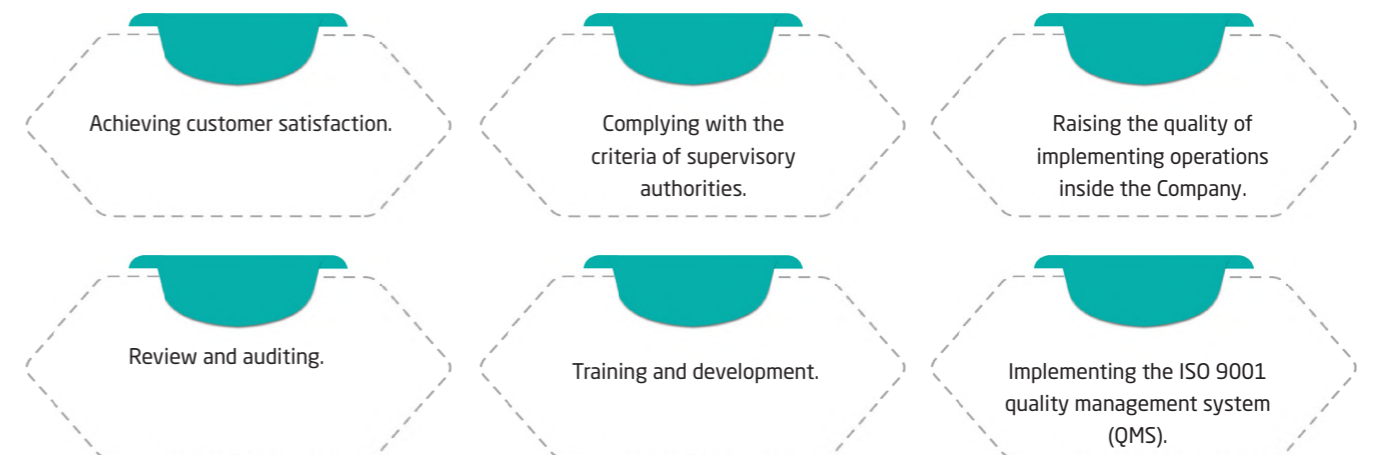 Achieving customer satisfaction.
Complying with the
criteria of supervisory
authorities.
Raising the quality of
implementing operations
inside the Company.
Review and auditing.
Training and development.
Implementing the ISO 9001
quality management system
(QMS).